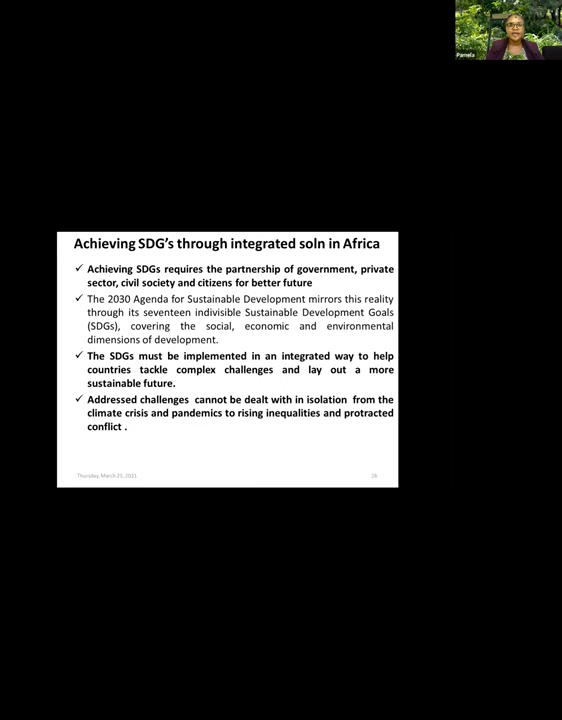 Pamela
Achieving SDG's through integrated soln in Africa
✓ Achieving SDGs requires the partnership of government, private
sector, civil society and citizens for better future
✓ The 2030 Agenda for Sustainable Development mirrors this reality
through its seventeen indivisible Sustainable Development Goals
(SDGs), covering the social, economic and environmental
dimensions of development.
✓ The SDGs must be implemented in an integrated way to help
countries tackle complex challenges and lay out a more
sustainable future.
✓ Addressed challenges cannot be dealt with in isolation from the
climate crisis and pandemics to rising inequalities and protracted
conflict .
Thursday, March 25, 2021
26